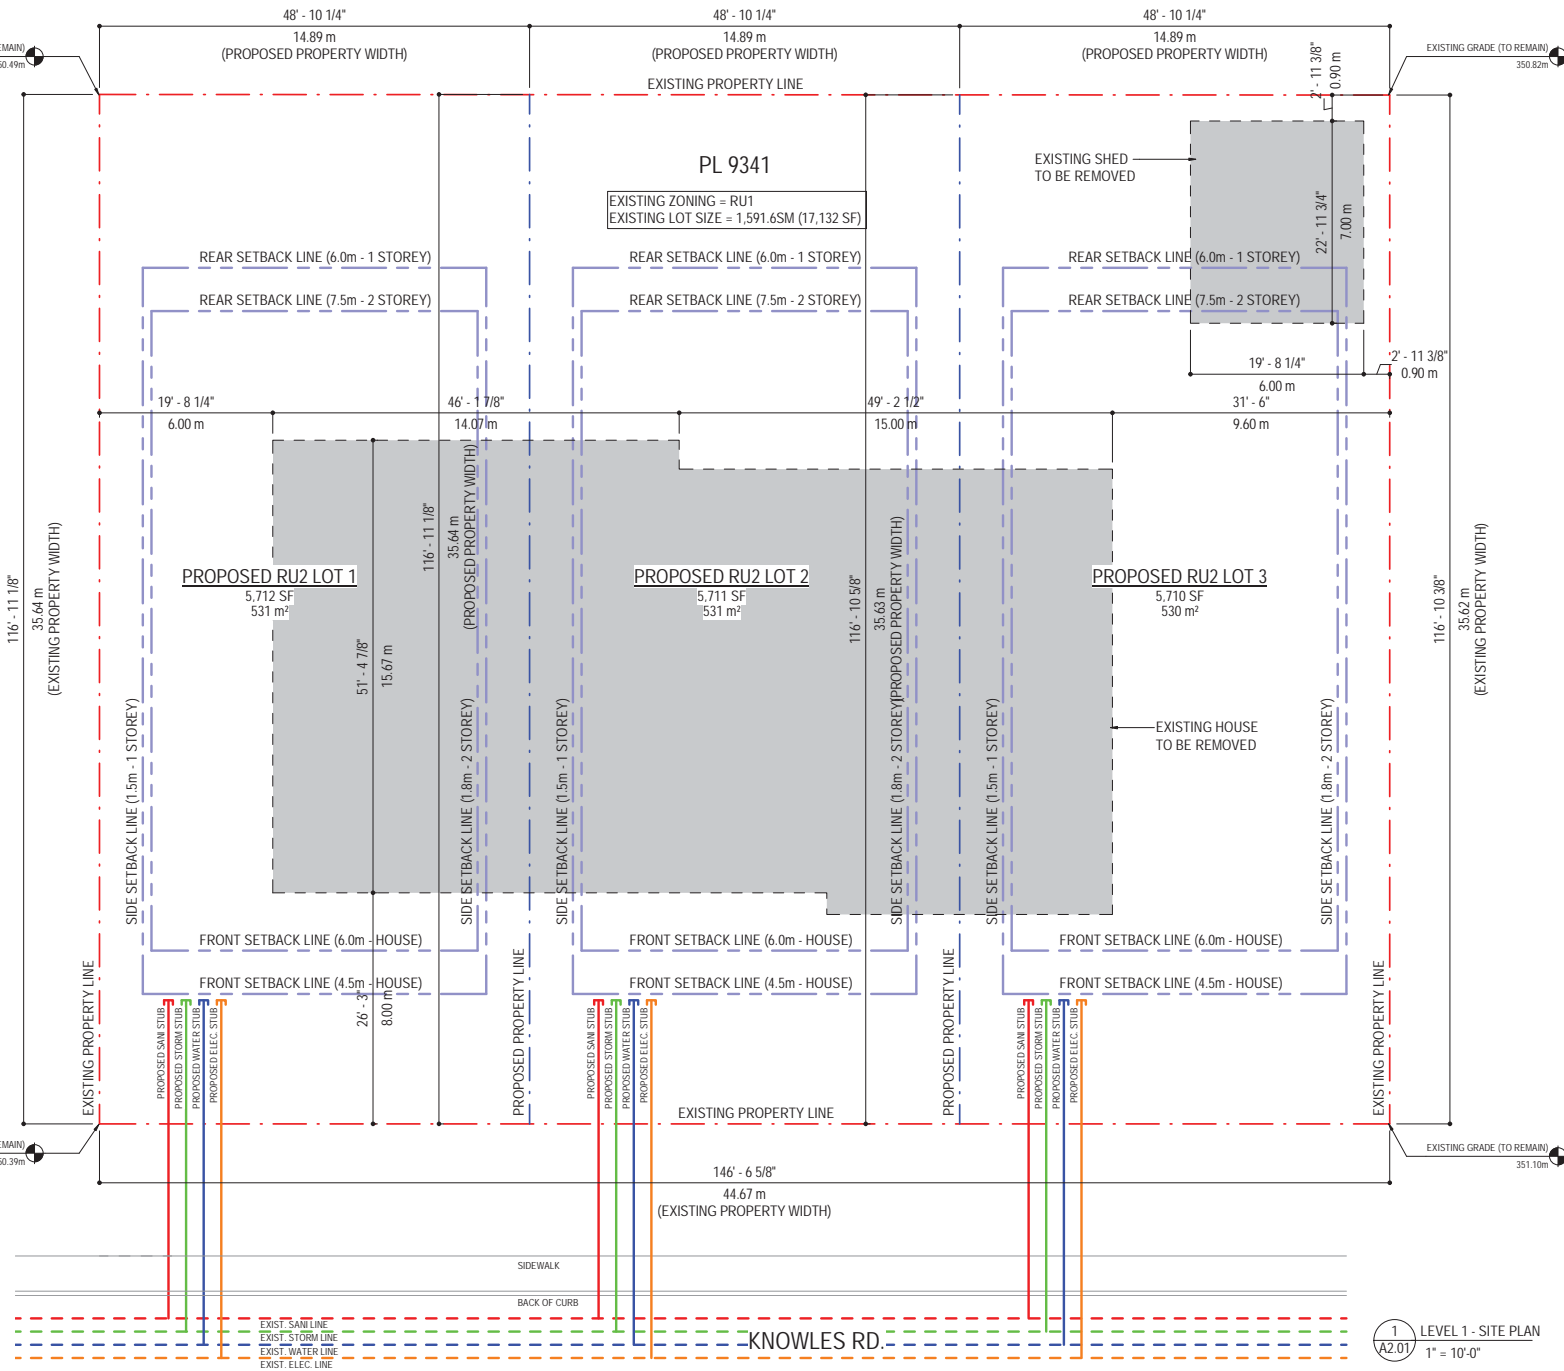 48' - 10 1/4"
14.89 m
(PROPOSED PROPERTY WIDTH)
48' - 10 1/4"
14.89 m
(PROPOSED PROPERTY WIDTH)
48' - 10 1/4"
14.89 m
(PROPOSED PROPERTY WIDTH)
EMAIN)
50.49m
EXISTING GRADE (TO REMAIN)
350.82m
2' - 11 3/8"
0.90 m
EXISTING PROPERTY LINE
PL 9341
EXISTING ZONING = RU1
EXISTING LOT SIZE = 1,591.6SM (17,132 SF)
EXISTING SHED
TO BE REMOVED
22' - 11 3/4"
7.00 m
REAR SETBACK LINE (6.0m - 1 STOREY)
REAR SETBACK LINE (6.0m - 1 STOREY)
REAR SETBACK LINE (6.0m - 1 STOREY)
REAR SETBACK LINE (7.5m - 2 STOREY)
REAR SETBACK LINE (7.5m - 2 STOREY)
REAR SETBACK LINE (7.5m - 2 STOREY)
19' - 8 1/4"
6.00 m
2' - 11 3/8"
0.90 m
19' - 8 1/4"
6.00 m
46' - 1 7/8"
14.07 m
49' - 2 1/2"
15.00 m
31' - 6"
9.60 m
116' - 11 1/8"
35.64 m
(EXISTING PROPERTY WIDTH)
116' - 11 1/8"
35.64 m
(PROPOSED PROPERTY WIDTH)
116' - 10 5/8"
35.63 m
(PROPOSED PROPERTY WIDTH)
116' - 10 3/8"
35.62 m
(EXISTING PROPERTY WIDTH)
PROPOSED RU2 LOT 1
5,712 SF
531 m²
PROPOSED RU2 LOT 2
5,711 SF
531 m²
PROPOSED RU2 LOT 3
5,710 SF
530 m²
51' - 4 7/8"
15.67 m
SIDE SETBACK LINE (1.5m - 1 STOREY)
SIDE SETBACK LINE (1.8m - 2 STOREY)
SIDE SETBACK LINE (1.5m - 1 STOREY)
SIDE SETBACK LINE (1.8m - 2 STOREY)
SIDE SETBACK LINE (1.5m - 1 STOREY)
SIDE SETBACK LINE (1.8m - 2 STOREY)
EXISTING HOUSE
TO BE REMOVED
FRONT SETBACK LINE (6.0m - HOUSE)
FRONT SETBACK LINE (6.0m - HOUSE)
FRONT SETBACK LINE (6.0m - HOUSE)
FRONT SETBACK LINE (4.5m - HOUSE)
FRONT SETBACK LINE (4.5m - HOUSE)
FRONT SETBACK LINE (4.5m - HOUSE)
26' - 3"
8.00 m
EXISTING PROPERTY LINE
PROPOSED PROPERTY LINE
PROPOSED PROPERTY LINE
EXISTING PROPERTY LINE
PROPOSED SANI STUB
PROPOSED STORM STUB
PROPOSED WATER STUB
PROPOSED ELEC. STUB
PROPOSED SANI STUB
PROPOSED STORM STUB
PROPOSED WATER STUB
PROPOSED ELEC. STUB
PROPOSED SANI STUB
PROPOSED STORM STUB
PROPOSED WATER STUB
PROPOSED ELEC. STUB
EXISTING PROPERTY LINE
EMAIN)
50.39m
EXISTING GRADE (TO REMAIN)
351.10m
146' - 6 5/8"
44.67 m
(EXISTING PROPERTY WIDTH)
SIDEWALK
BACK OF CURB
EXIST. SANI LINE
EXIST. STORM LINE
EXIST. WATER LINE
EXIST. ELEC. LINE
KNOWLES RD.
1
A2.01
LEVEL 1 - SITE PLAN
1" = 10'-0"